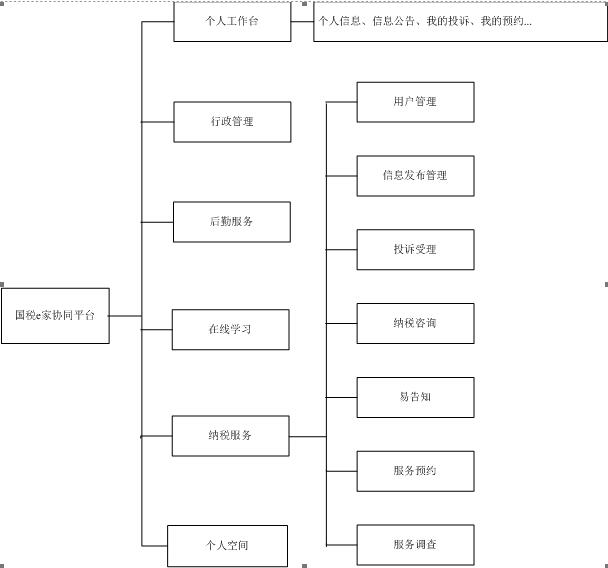 个人工作台
个人信息、信息公告、我的投诉、我的预约...
行政管理
后勤服务
国税e家协同平台
在线学习
纳税服务
个人空间
用户管理
信息发布管理
投诉受理
纳税咨询
易告知
服务预约
服务调查